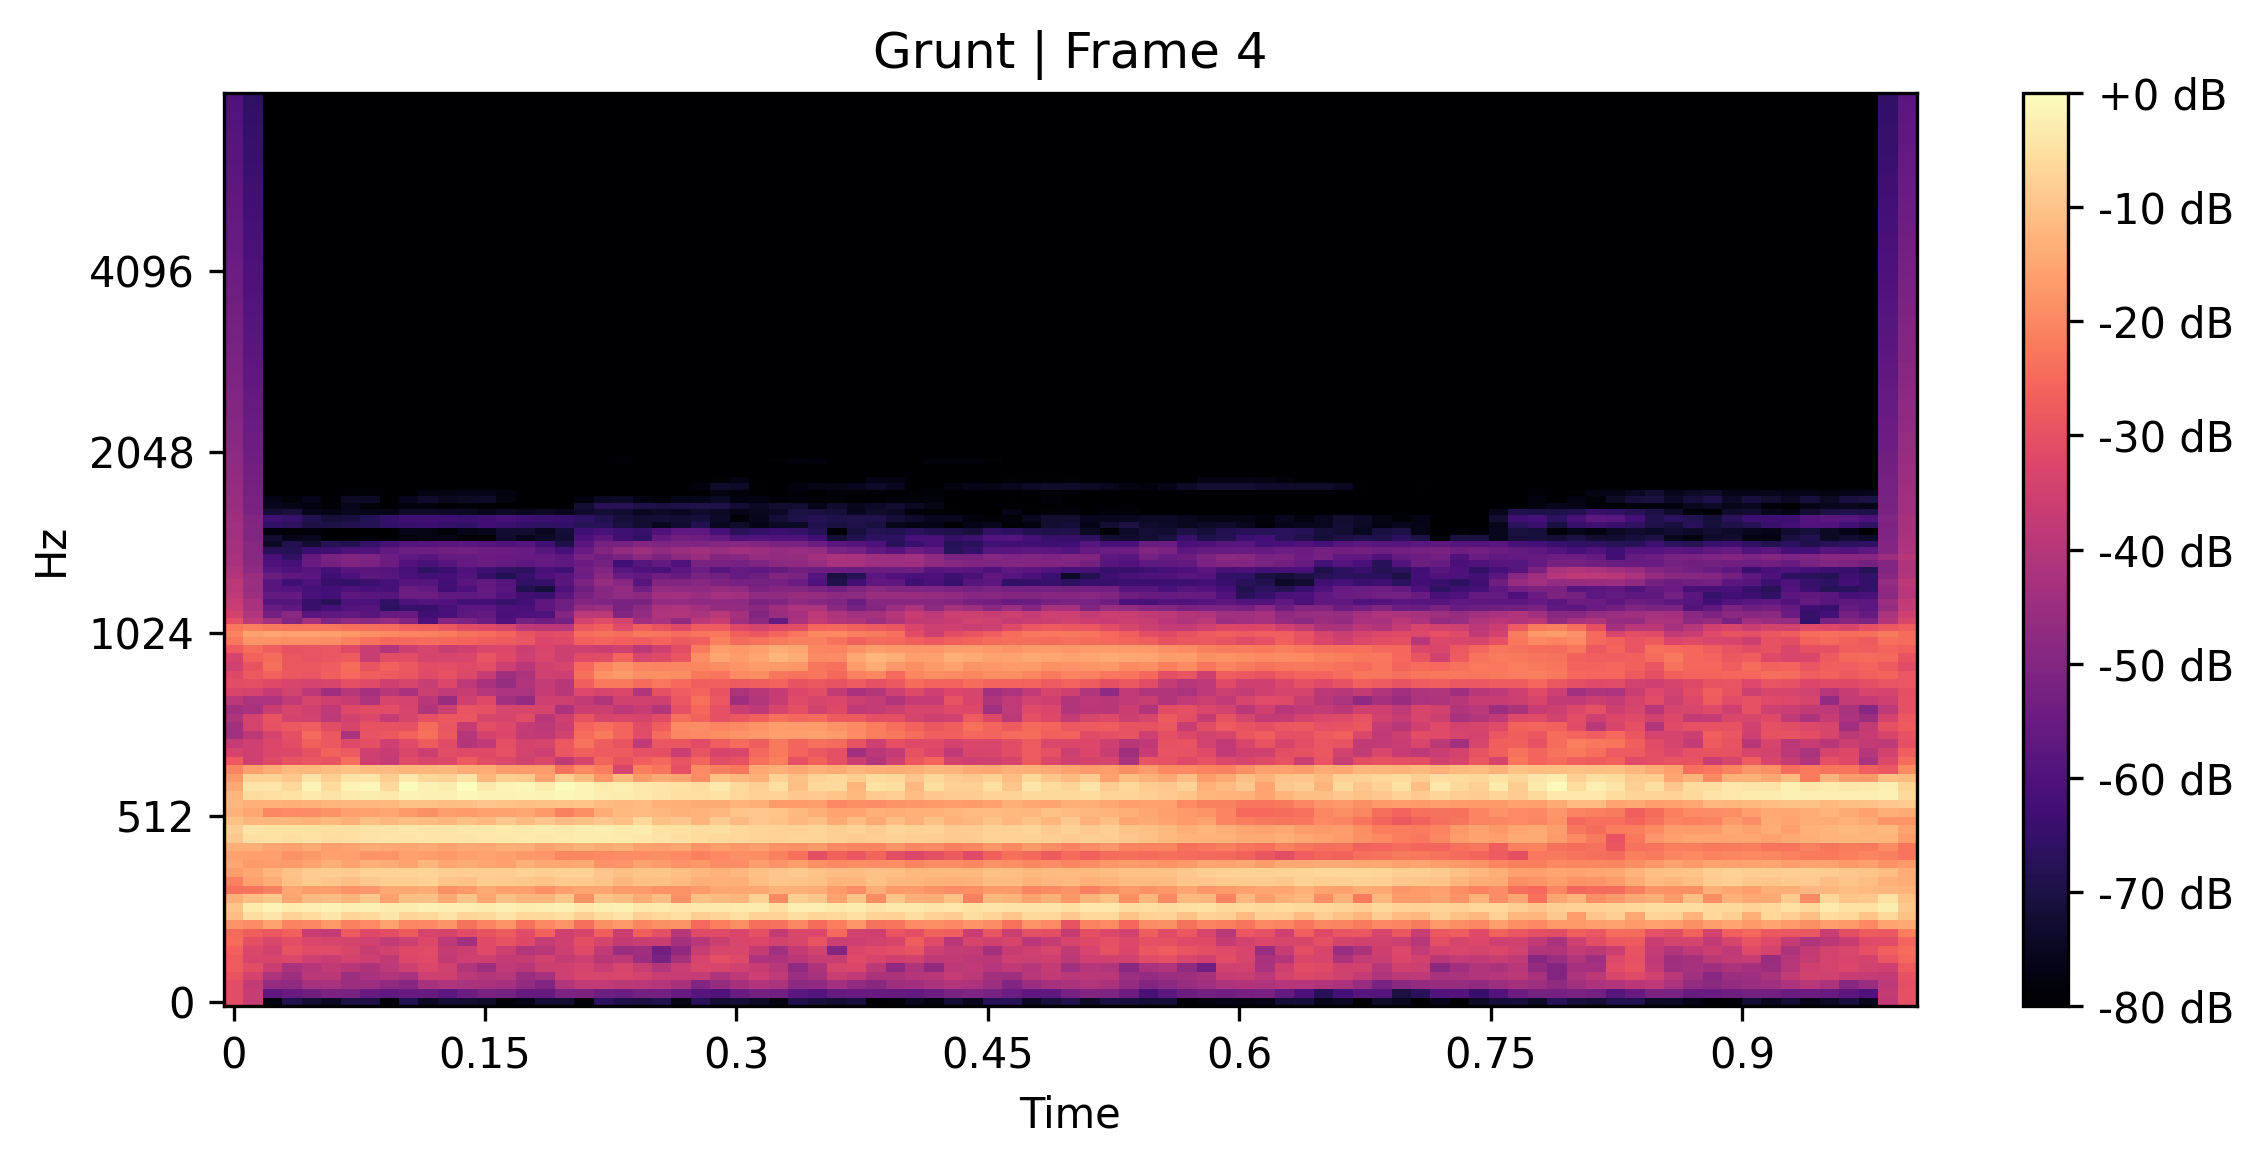 Grunt | Frame 4
+0 dB
-10 dB
-20 dB
-30 dB
-40 dB
-50 dB
-60 dB
-70 dB
-80 dB
Hz
4096
2048
1024
512
0
0 0.15 0.3 0.45 0.6 0.75 0.9
Time